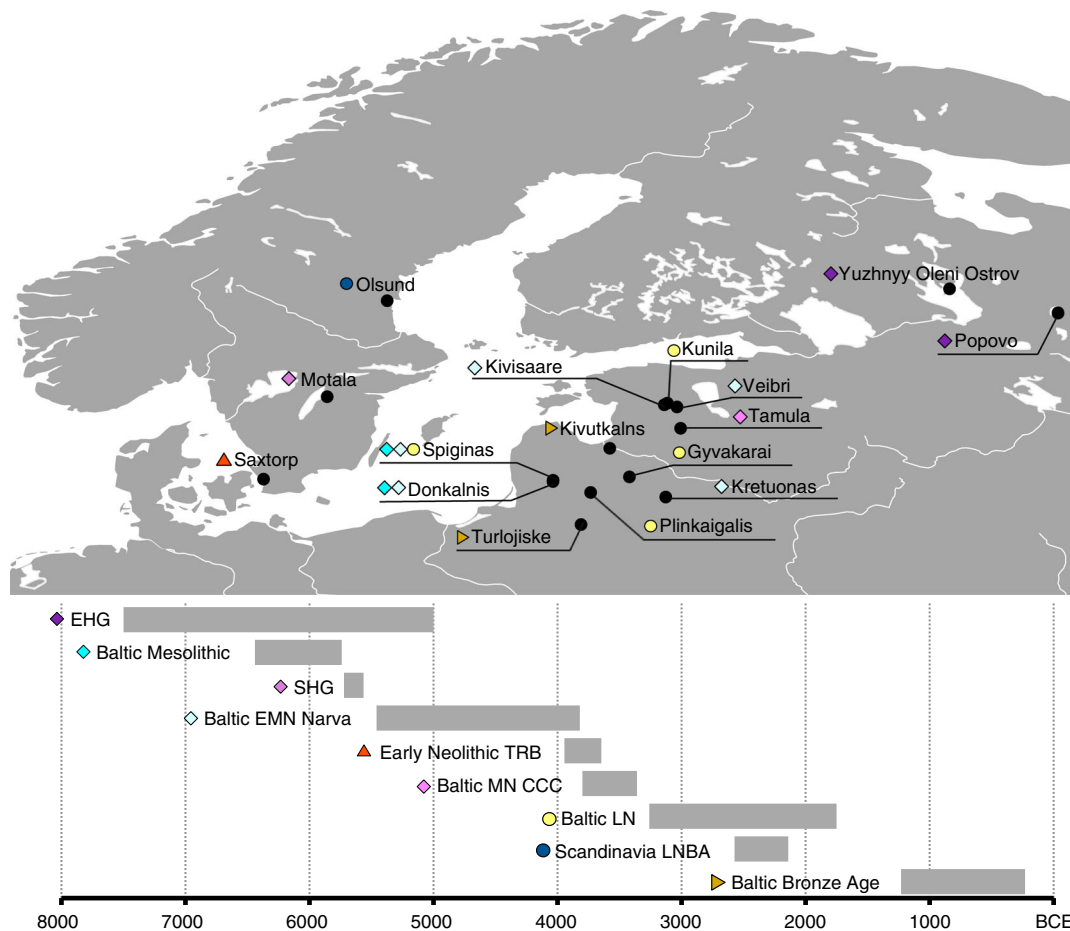 Olsund
Yuzhnyy Oleni Ostrov
Popovo
Kunila
Kivisaare
Motala
Veibri
Tamula
Kivutkalns
Saxtorp
Spiginas
Gyvakarai
Donkalnis
Kretuonas
Plinkaigalis
Turlojiske
EHG
Baltic Mesolithic
SHG
Baltic EMN Narva
Early Neolithic TRB
Baltic MN CCC
Baltic LN
Scandinavia LNBA
Baltic Bronze Age
8000 7000 6000 5000 4000 3000 2000 1000 BCE